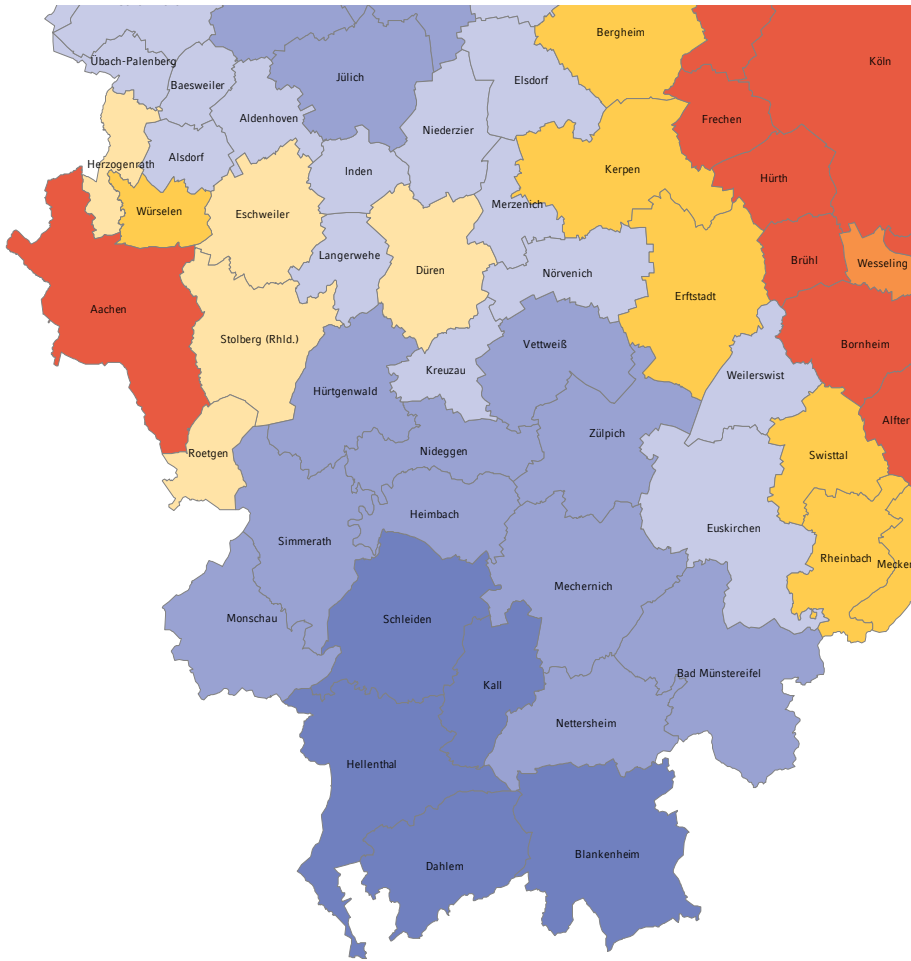 Bergheim
Übach-Palenberg
Köln
Jülich
Elsdorf
Baesweiler
Aldenhoven
Frechen
Niederzier
Herzogenrath
Alsdorf
Inden
Kerpen
Hürth
Würselen
Eschweiler
Merzenich
Langerwehe
Düren
Nörvenich
Brühl
Wesseling
Aachen
Erftstadt
Stolberg (Rhld.)
Vettweiß
Bornheim
Kreuzau
Weilerswist
Hürtgenwald
Alfter
Zülpich
Roetgen
Nideggen
Swisttal
Heimbach
Euskirchen
Simmerath
Rheinbach
Mecken
Mechernich
Monschau
Schleiden
Kall
Bad Münstereifel
Nettersheim
Hellenthal
Dahlem
Blankenheim